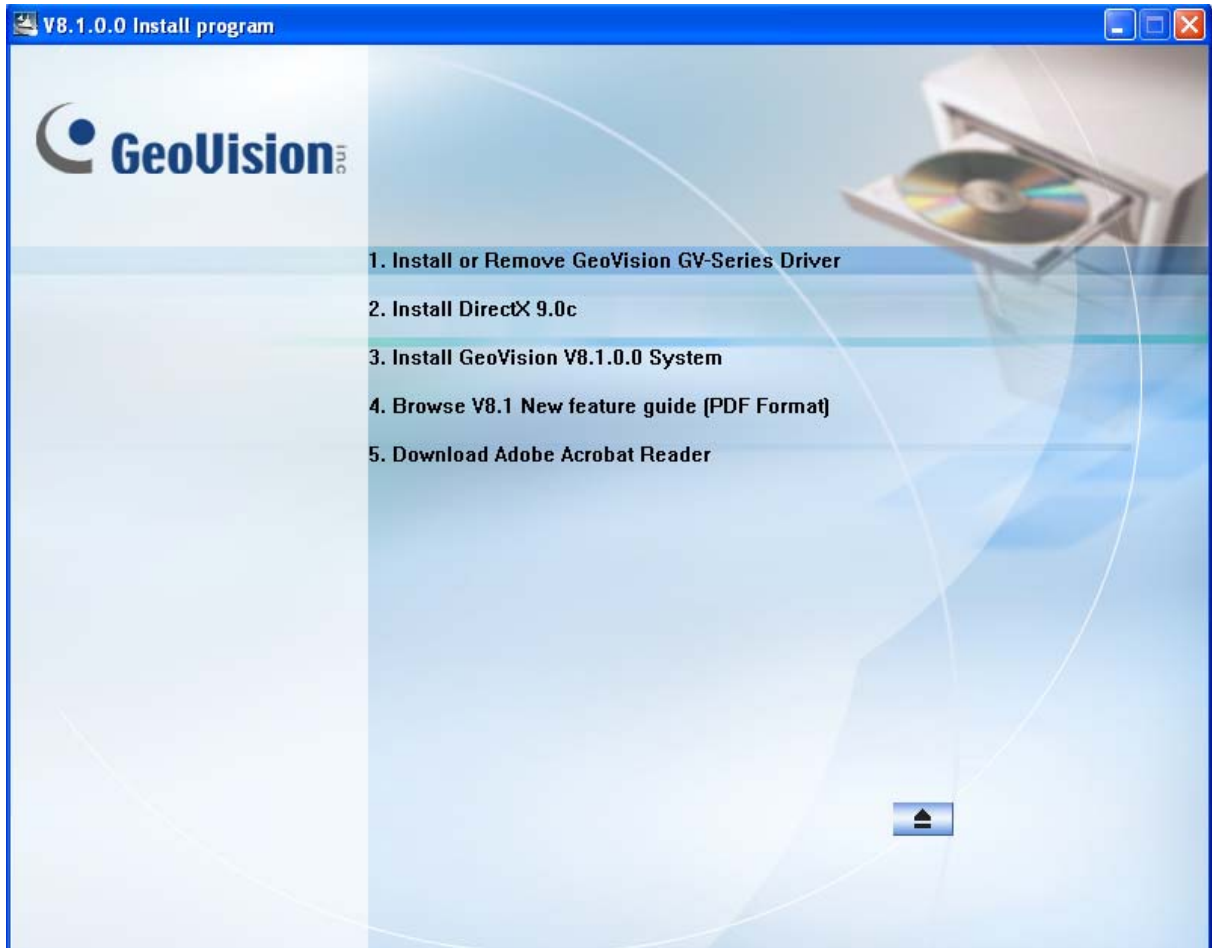 V8.1.0.0 Install program
GeoVision inc
1. Install or Remove GeoVision GV-Series Driver
2. Install DirectX 9.0c
3. Install GeoVision V8.1.0.0 System
4. Browse V8.1 New feature guide (PDF Format)
5. Download Adobe Acrobat Reader